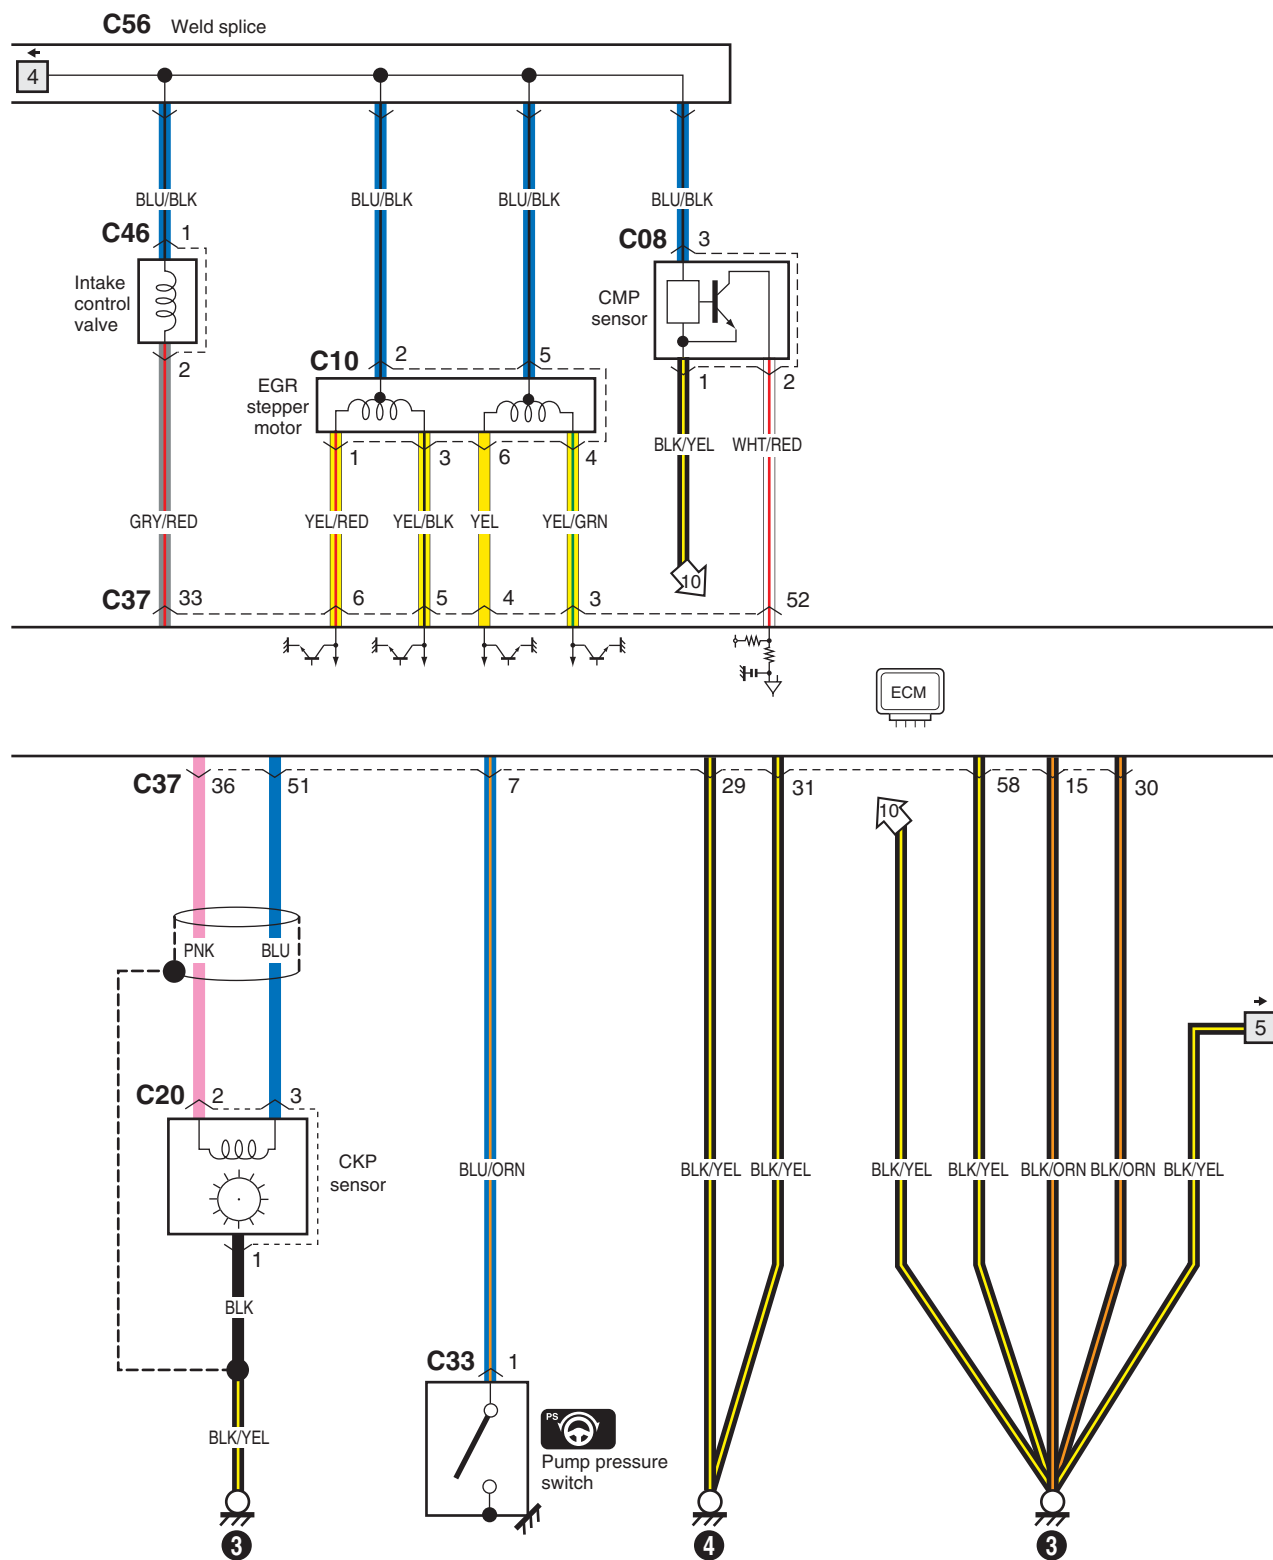 C56 Weld splice
4
BLU/BLK BLU/BLK BLU/BLK BLU/BLK
C46 1
C08 3
Intake
control
valve
CMP
sensor
2
C10 2 5
1 2
EGR
stepper
motor
1 3 6 4
BLK/YEL WHT/RED
GRY/RED YEL/RED YEL/BLK YEL YEL/GRN
10
C37 33 6 5 4 3 52
ECM
C37 36 51 7 29 31 58 15 30
10
PNK BLU
5
C20 2 3
CKP
sensor
BLU/ORN BLK/YEL BLK/YEL BLK/YEL BLK/YEL BLK/ORN BLK/ORN BLK/YEL
1
BLK
C33 1
PS
BLK/YEL
Pump pressure
switch
3 4 3